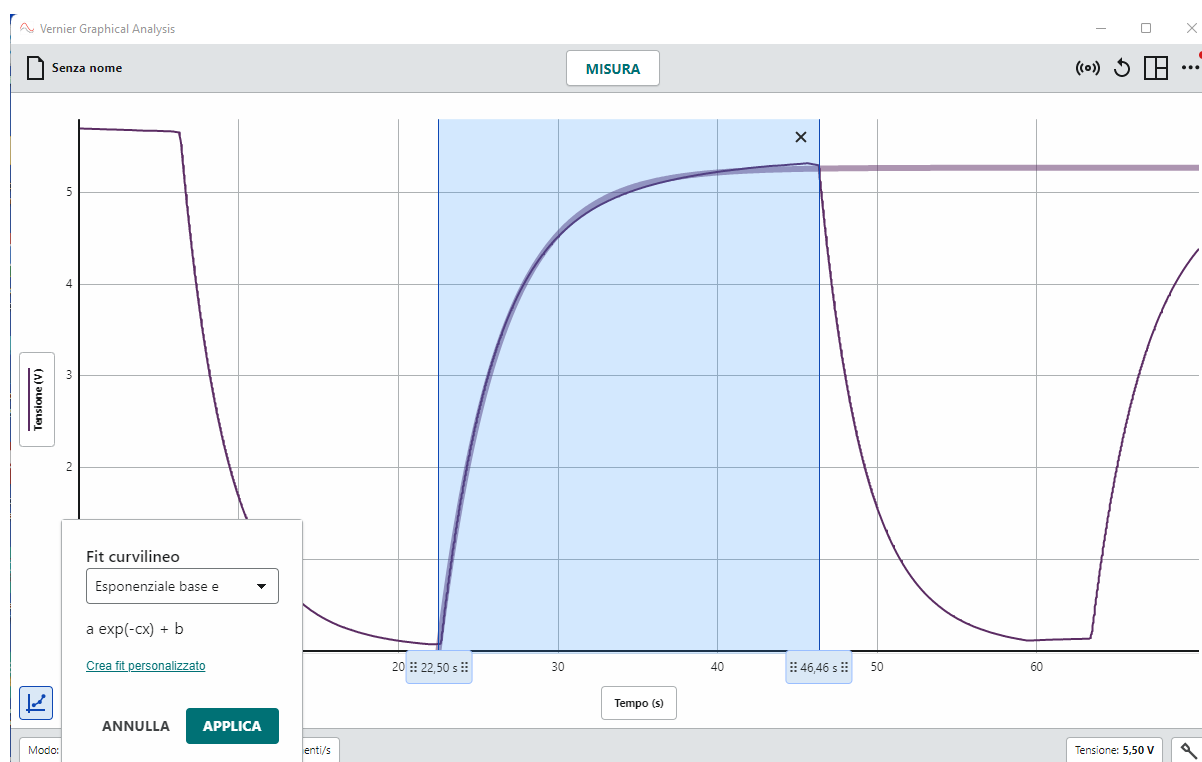 Vernier Graphical Analysis
Senza nome
MISURA
5
4
3
2
Tensione (V)
20
22,50 s
30
40
46,46 s
50
60
Tempo (s)
Fit curvilineo
Esponenziale base e
a exp(-cx) + b
Crea fit personalizzato
ANNULLA
APPLICA
Modo:
enti/s
Tensione: 5,50 V